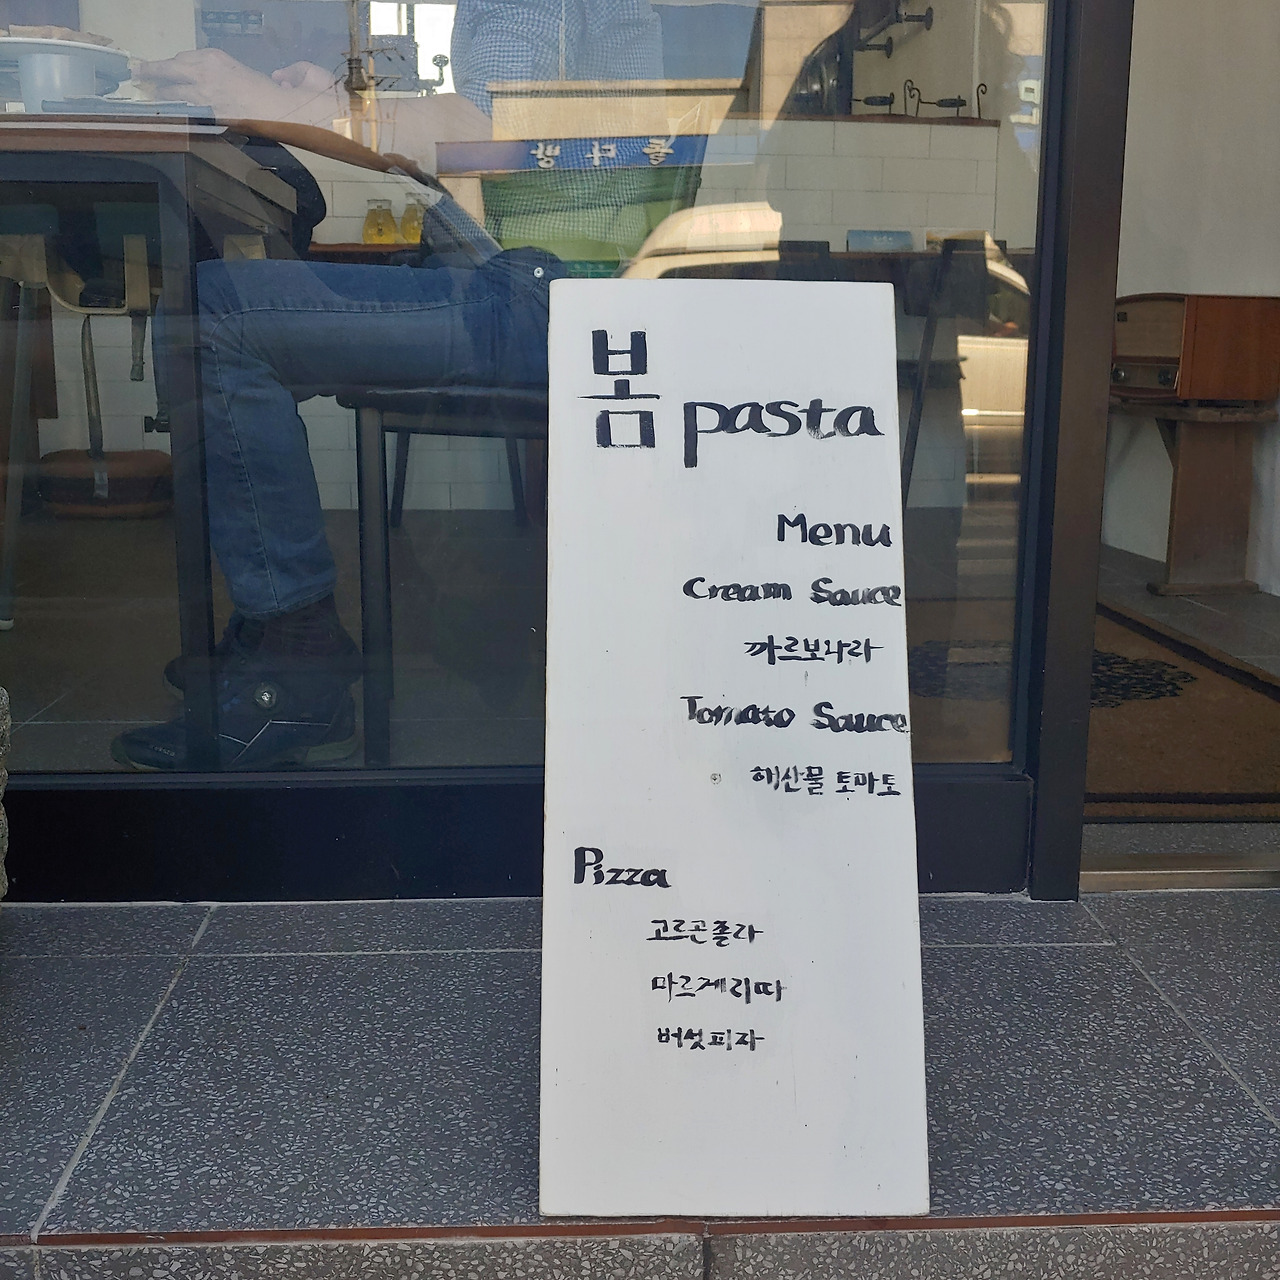 봄 pasta
Menu
Cream Sauce
까르보나라
Tomato Sauce
해산물 토마토
Pizza
고르곤졸라
마르게리따
버섯피자